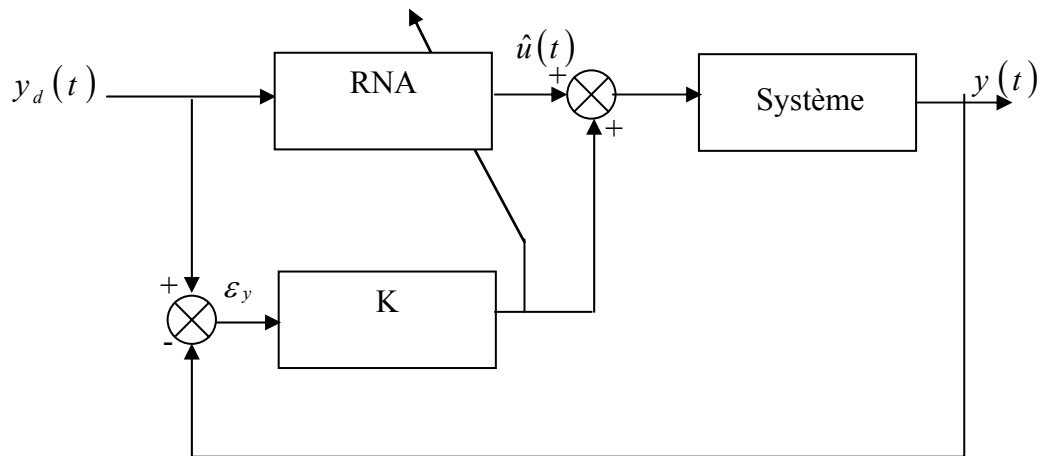 û(t)
RNA
y_d(t)
+
y(t)
Système
+
+
ε_y
K
-